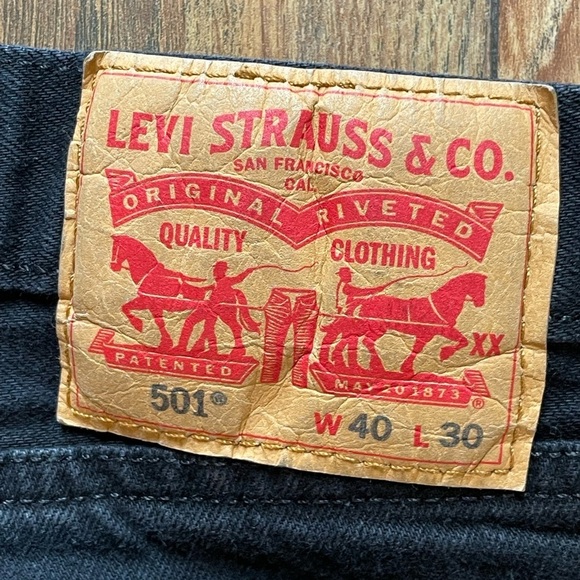 LEVI STRAUSS & CO.
SAN FRANCISCO
CAL.
ORIGINAL RIVETED
QUALITY CLOTHING
XX
PATENTED MAY 20 1873 ®
501®
W 40 L 30